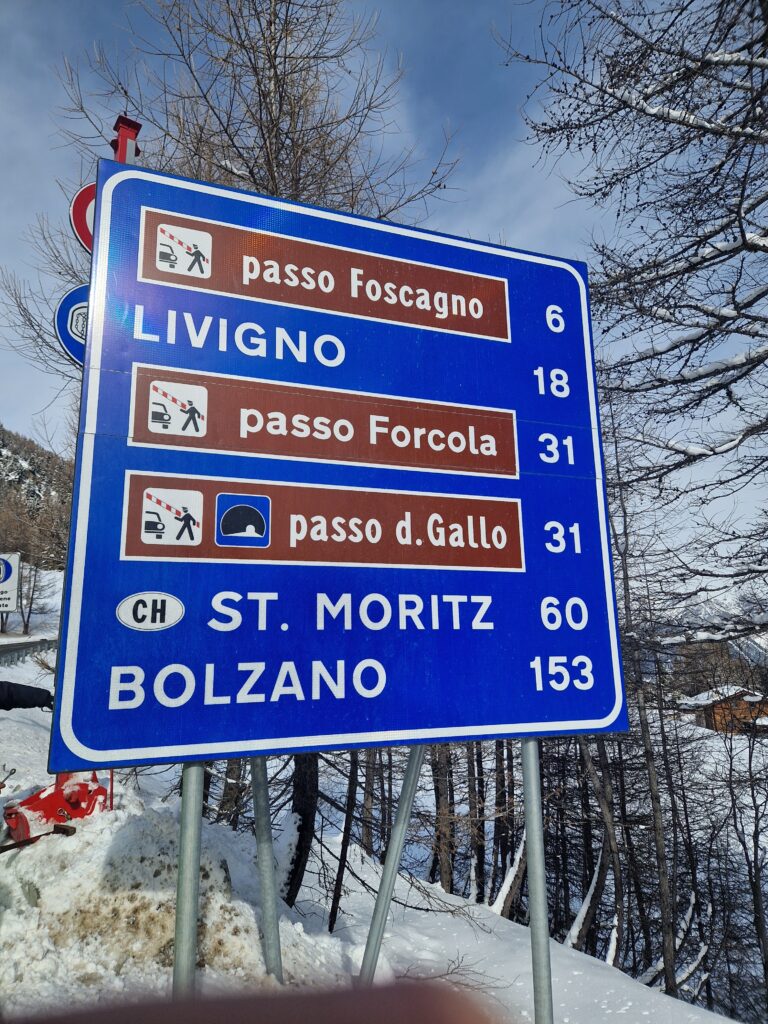 passo Foscagno 6
LIVIGNO 18
passo Forcola 31
passo d.Gallo 31
CH ST. MORITZ 60
BOLZANO 153